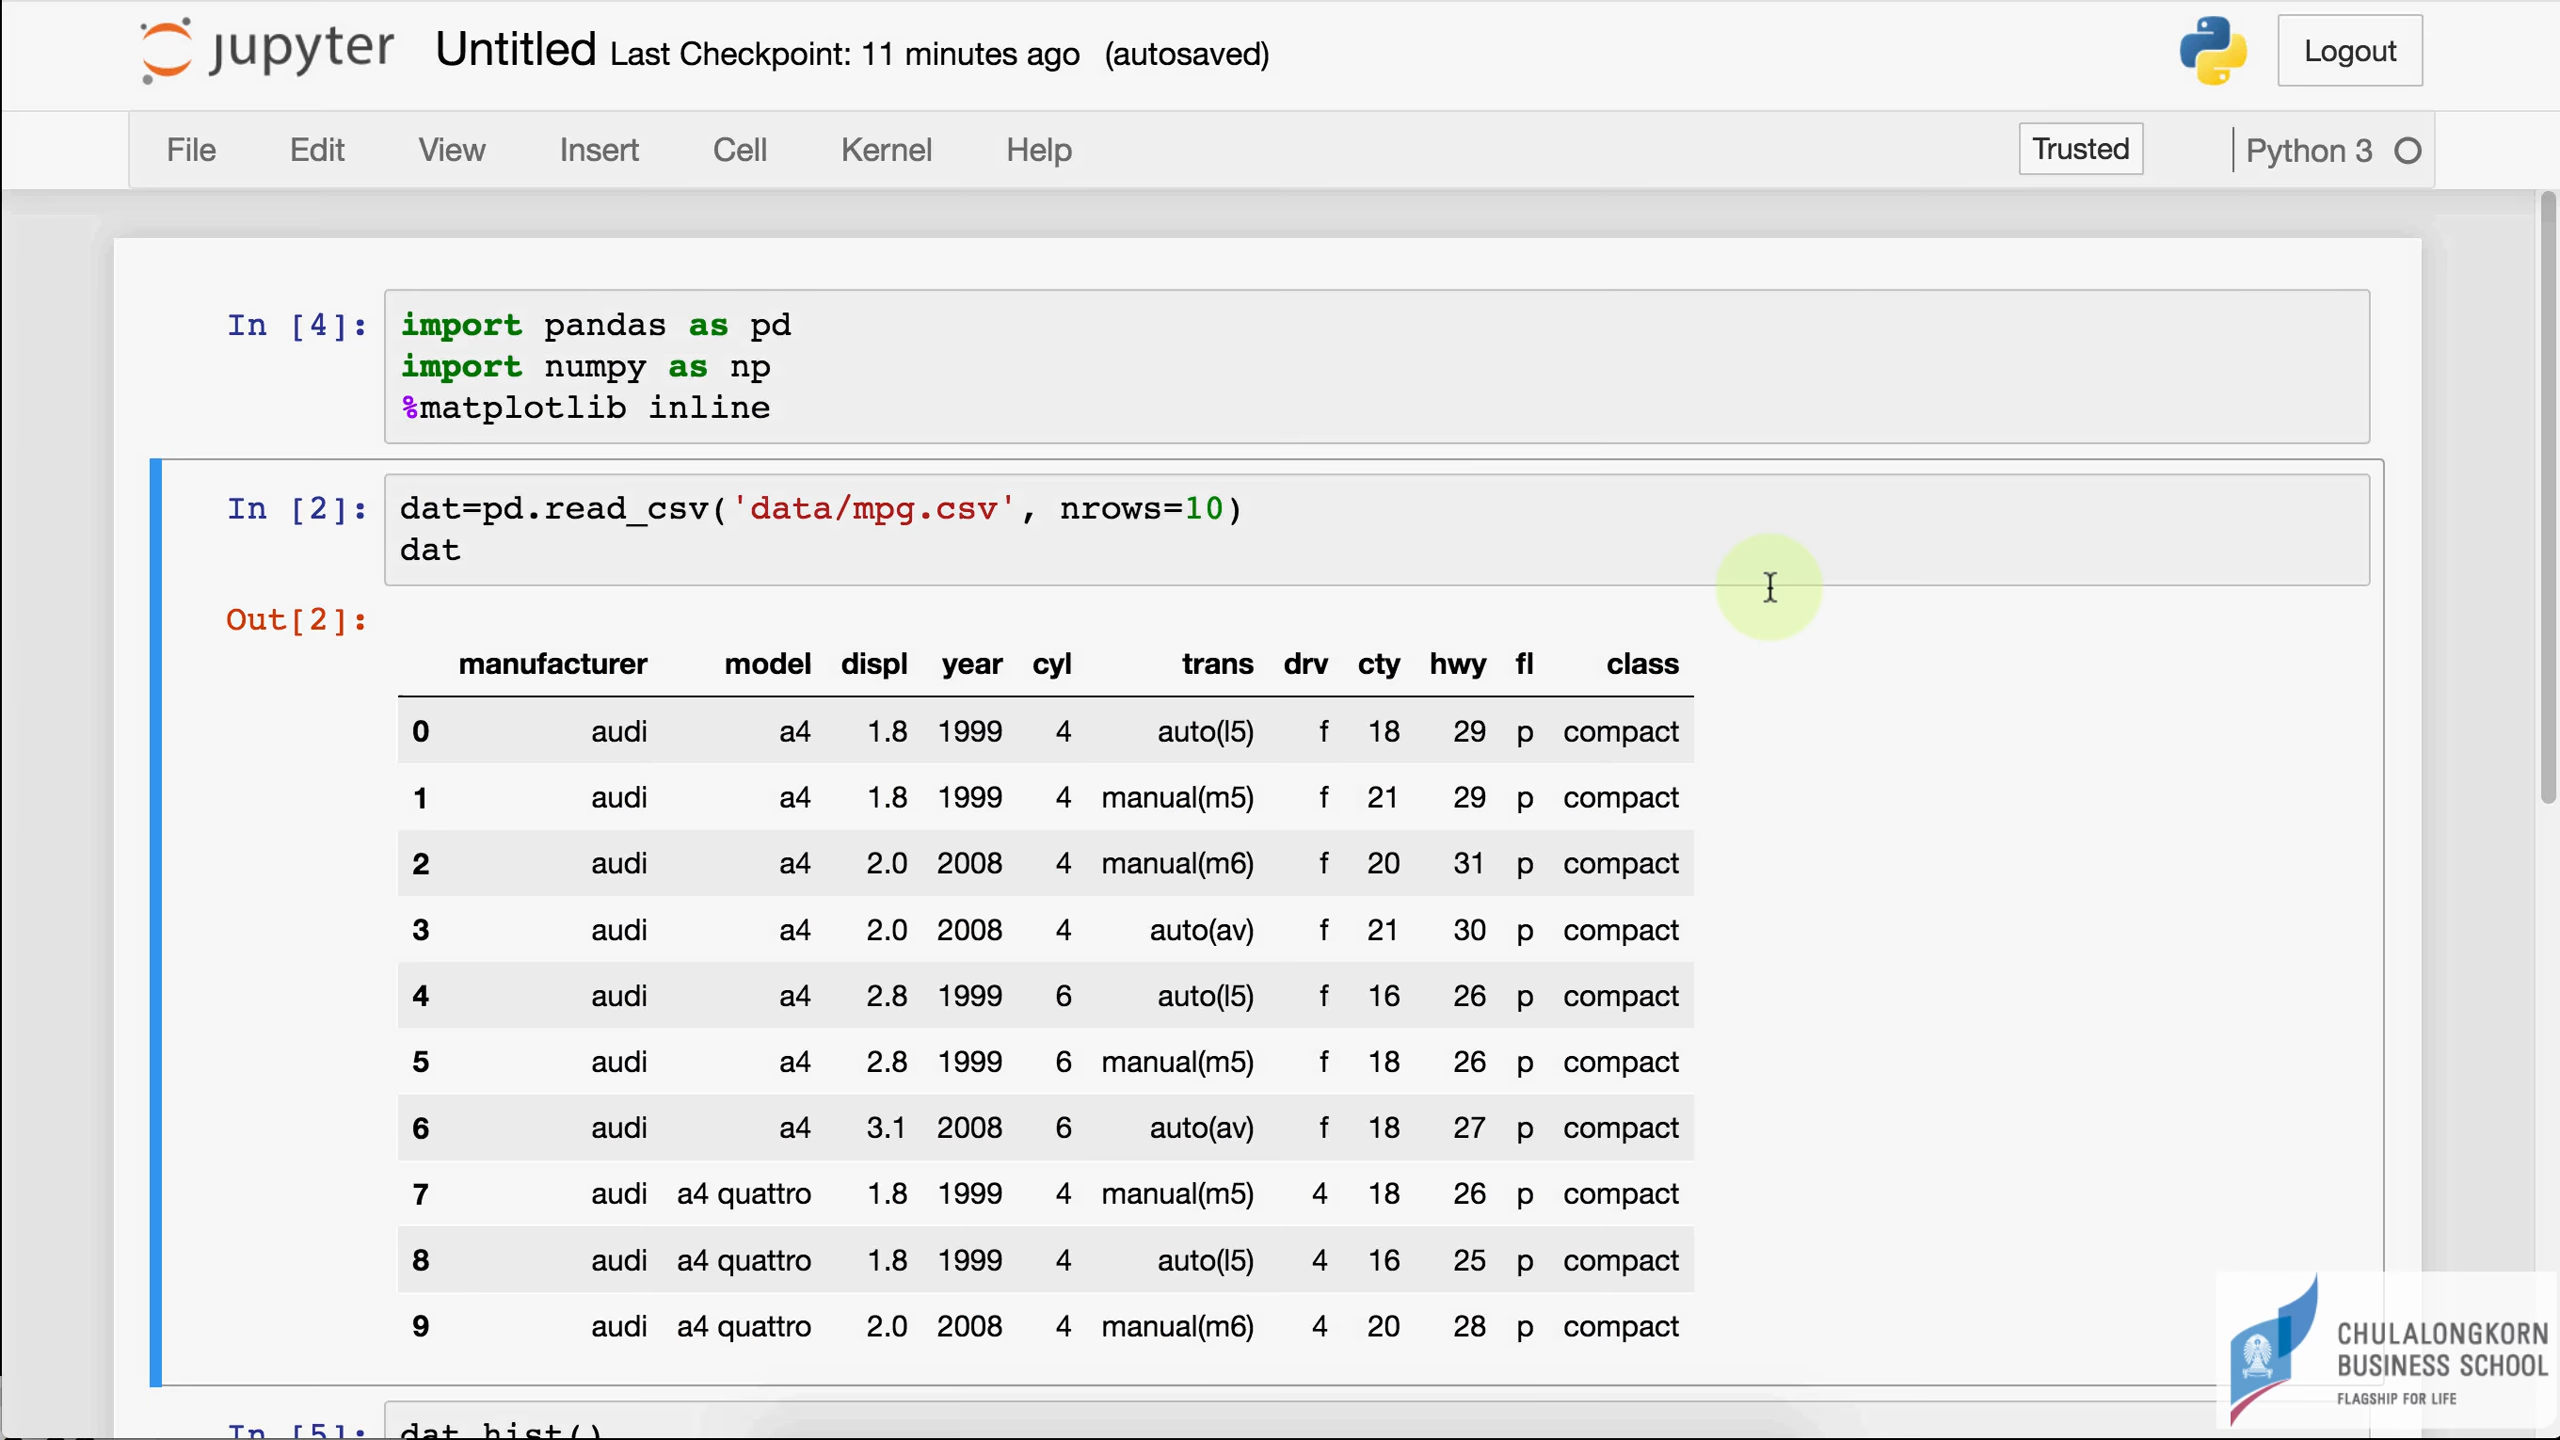 jupyter Untitled Last Checkpoint: 11 minutes ago (autosaved) Logout
File Edit View Insert Cell Kernel Help Trusted Python 3
In [4]: import pandas as pd
import numpy as np
%matplotlib inline
In [2]: dat=pd.read_csv('data/mpg.csv', nrows=10)
dat
Out[2]:
manufacturer model displ year cyl trans drv cty hwy fl class
0 audi a4 1.8 1999 4 auto(l5) f 18 29 p compact
1 audi a4 1.8 1999 4 manual(m5) f 21 29 p compact
2 audi a4 2.0 2008 4 manual(m6) f 20 31 p compact
3 audi a4 2.0 2008 4 auto(av) f 21 30 p compact
4 audi a4 2.8 1999 6 auto(l5) f 16 26 p compact
5 audi a4 2.8 1999 6 manual(m5) f 18 26 p compact
6 audi a4 3.1 2008 6 auto(av) f 18 27 p compact
7 audi a4 quattro 1.8 1999 4 manual(m5) 4 18 26 p compact
8 audi a4 quattro 1.8 1999 4 auto(l5) 4 16 25 p compact
9 audi a4 quattro 2.0 2008 4 manual(m6) 4 20 28 p compact
In [5]: dat.hist()
CHULALONGKORN
BUSINESS SCHOOL
FLAGSHIP FOR LIFE